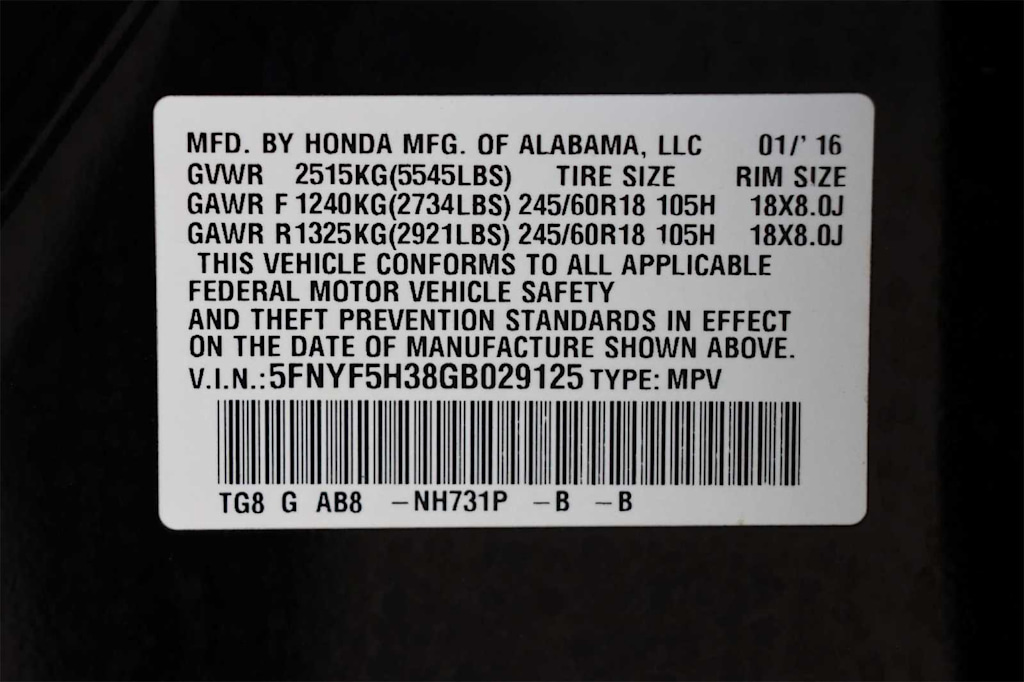 MFD. BY HONDA MFG. OF ALABAMA, LLC 01/' 16
GVWR 2515KG(5545LBS) TIRE SIZE RIM SIZE
GAWR F 1240KG(2734LBS) 245/60R18 105H 18X8.0J
GAWR R1325KG(2921LBS) 245/60R18 105H 18X8.0J
THIS VEHICLE CONFORMS TO ALL APPLICABLE
FEDERAL MOTOR VEHICLE SAFETY
AND THEFT PREVENTION STANDARDS IN EFFECT
ON THE DATE OF MANUFACTURE SHOWN ABOVE.
V.I.N.:5FNYF5H38GB029125 TYPE: MPV
TG8 G AB8 –NH731P –B –B